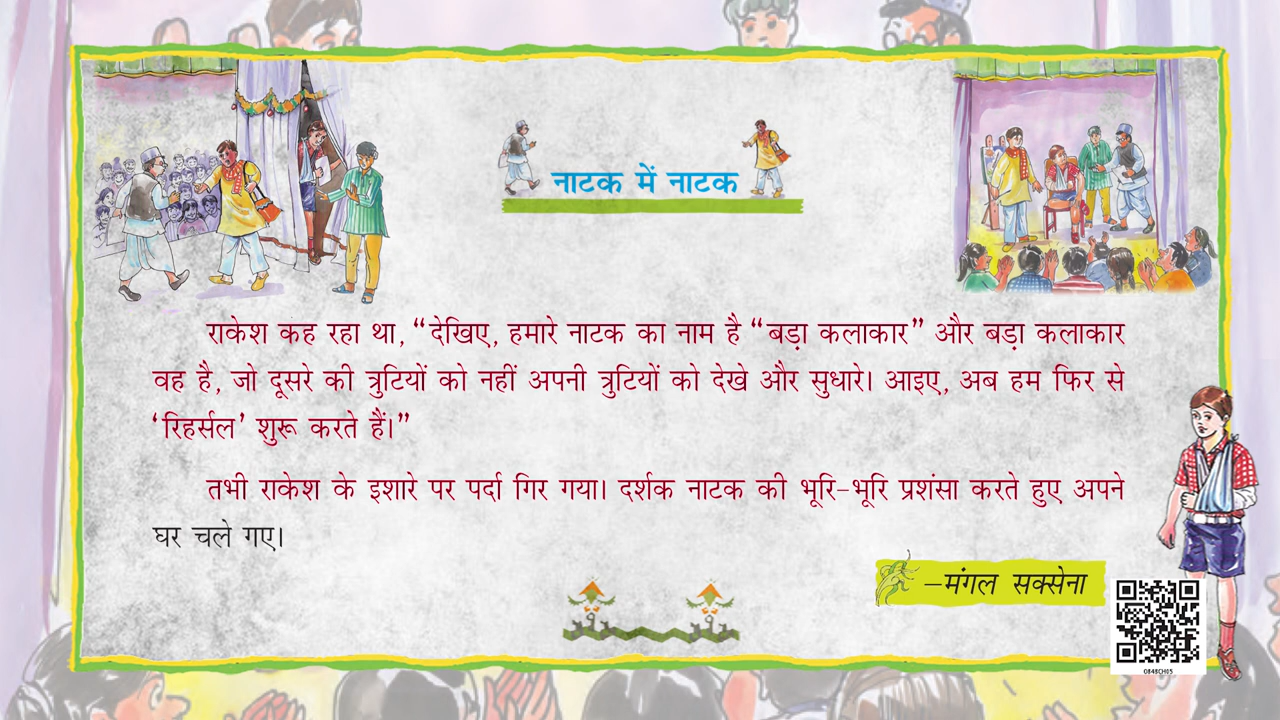 नाटक में नाटक
राकेश कह रहा था, “देखिए, हमारे नाटक का नाम है “बड़ा कलाकार” और बड़ा कलाकार
वह है, जो दूसरे की त्रुटियों को नहीं अपनी त्रुटियों को देखे और सुधारे। आइए, अब हम फिर से
‘रिहर्सल’ शुरू करते हैं।”
तभी राकेश के इशारे पर पर्दा गिर गया। दर्शक नाटक की भूरि-भूरि प्रशंसा करते हुए अपने
घर चले गए।
–मंगल सक्सेना
0848CH05